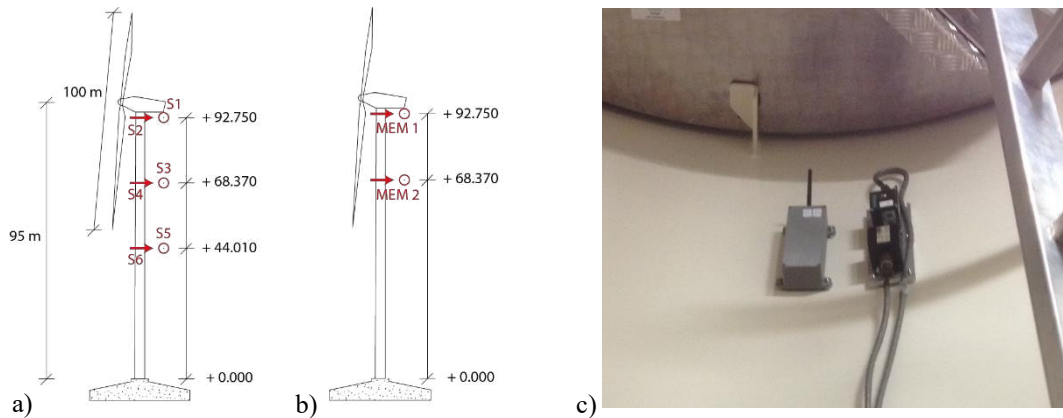 100 m
95 m
S1
S2
+ 92.750
S3
S4
+ 68.370
S5
S6
+ 44.010
+ 0.000
a)
MEM 1
+ 92.750
MEM 2
+ 68.370
+ 0.000
b)
c)